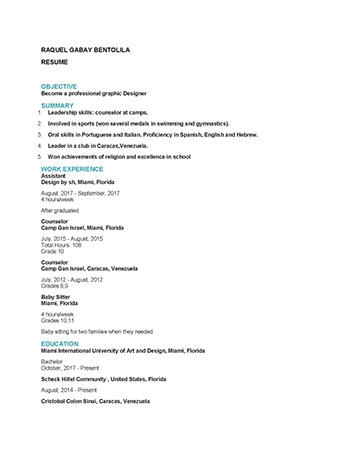 RAQUEL GABAY BENTOLILA
RESUME
OBJECTIVE
Become a professional graphic Designer
SUMMARY
1. Leadership skills: counselor at camps.
2. Involved in sports (won several medals in swimming and gymnastics).
3. Oral skills in Portuguese and Italian. Proficiency in Spanish, English and Hebrew.
4. Leader in a club in Caracas,Venezuela.
5 Won achievements of religion and excellence in school
WORK EXPERIENCE
Assistant
Design by sh, Miami, Florida
August, 2017 - September, 2017
4 hours/week
After graduated
Counselor
Camp Gan Israel, Miami, Florida
July, 2015 - August, 2015
Total Hours: 108
Grade 10
Counselor
Camp Gan Israel, Caracas, Venezuela
July, 2012 - August, 2012
Grades 8,9
Baby Sitter
Miami, Florida
4 hours/week
Grades 10,11
Baby sitting for two families when they needed
EDUCATION
Miami International University of Art and Design, Miami, Florida
Bachelor
October, 2017 -
Scheck Hillel Community , United States, Florida
August, 2014 - Present
Cristobal Colon Sinai, Caracas, Venezuela